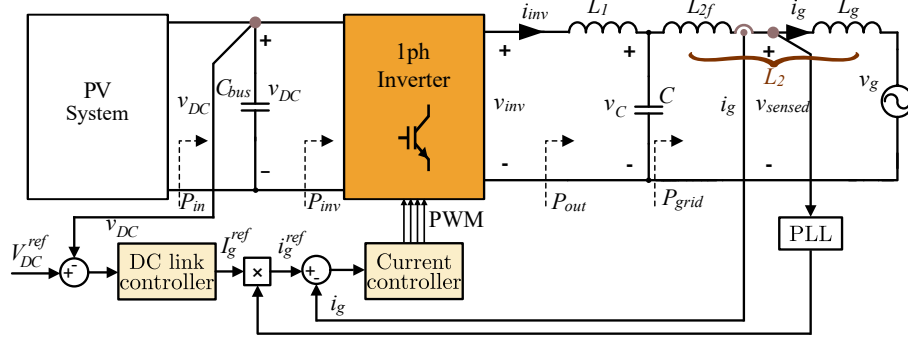 i_inv L_1 L_2f i_g L_g
PV
System
v_DC C_bus v_DC
+
-
1ph
Inverter
+
v_inv
-
+
v_C C
-
i_g
+
L_2
v_sensed
-
v_g
P_in P_inv P_out P_grid
PWM
v_DC
V_DC^ref
+
-
DC link
controller
I_g^ref
×
i_g^ref
+
-
i_g
Current
controller
PLL